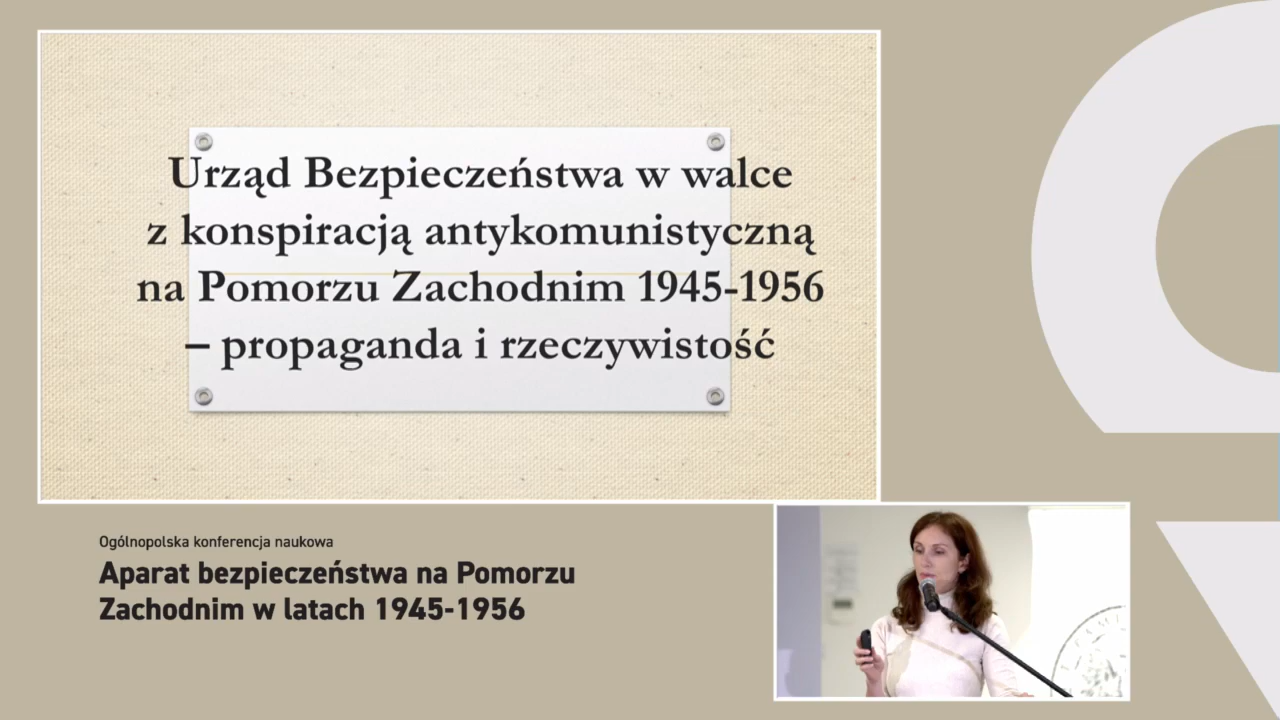 Urząd Bezpieczeństwa w walce
z konspiracją antykomunistyczną
na Pomorzu Zachodnim 1945-1956
– propaganda i rzeczywistość
Ogólnopolska konferencja naukowa
Aparat bezpieczeństwa na Pomorzu
Zachodnim w latach 1945-1956